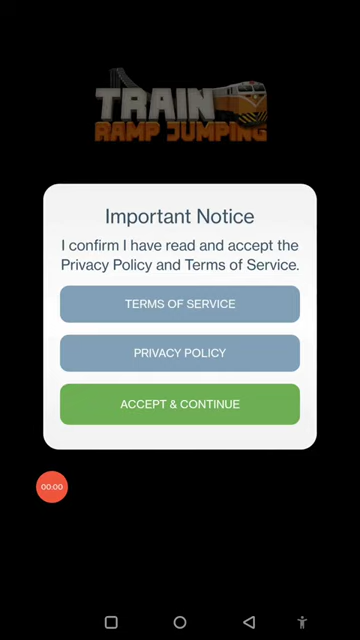 TRAIN
RAMP JUMPING
Important Notice
I confirm I have read and accept the
Privacy Policy and Terms of Service.
TERMS OF SERVICE
PRIVACY POLICY
ACCEPT & CONTINUE
00:00